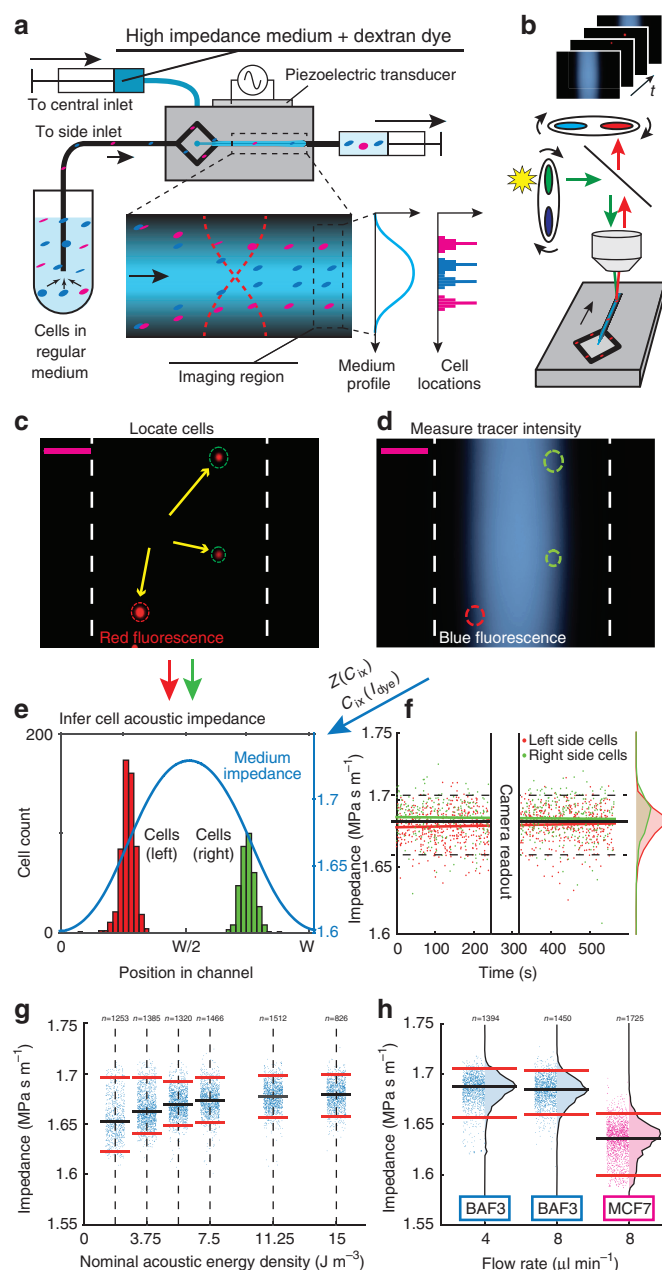 a
High impedance medium + dextran dye
To central inlet
Piezoelectric transducer
To side inlet
Cells in
regular
medium
Imaging region
Medium
profile
Cell
locations
b
t
c
Locate cells
Red fluorescence
d
Measure tracer intensity
Blue fluorescence
Z(C_ix)
C_ix(I_dye)
e
Infer cell acoustic impedance
200
100
0
Cell count
Medium
impedance
Cells
(left)
Cells
(right)
1.7
1.65
1.6
0
W/2
W
Position in channel
f
1.75
1.7
1.65
1.6
Impedance (MPa s m⁻¹)
Left side cells
Right side cells
Camera readout
0
100
200
300
400
500
Time (s)
g
n=1253
n=1385
n=1320
n=1466
n=1512
n=826
1.75
1.7
1.65
1.6
1.55
Impedance (MPa s m⁻¹)
0
3.75
7.5
11.25
15
Nominal acoustic energy density (J m⁻³)
h
n=1394
n=1450
n=1725
1.75
1.7
1.65
1.6
1.55
Impedance (MPa s m⁻¹)
BAF3
BAF3
MCF7
4
8
8
Flow rate (µl min⁻¹)